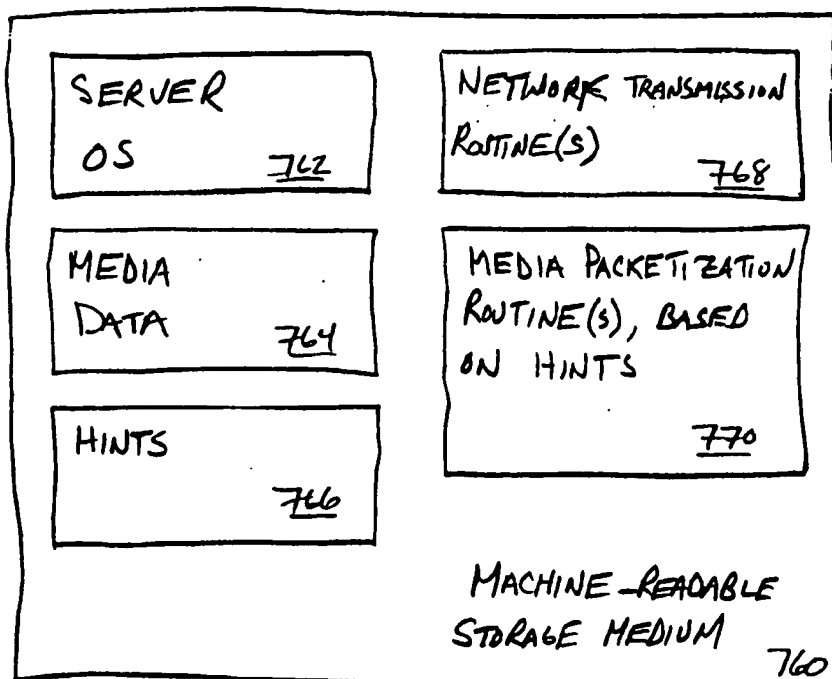 SERVER
OS 762
MEDIA
DATA 764
HINTS
766
NETWORK TRANSMISSION
ROUTINE(S)
768
MEDIA PACKETIZATION
ROUTINE(S), BASED
ON HINTS
770
MACHINE-READABLE
STORAGE MEDIUM
760